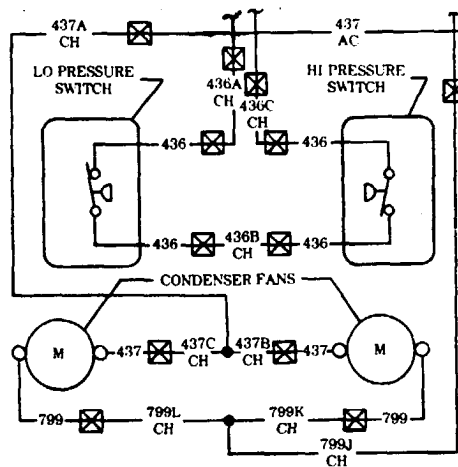 437A
CH
437
AC
LO PRESSURE
SWITCH
HI PRESSURE
SWITCH
436A
CH
436C
CH
436
436
436
436B
CH
436
CONDENSER FANS
M
437
437C
CH
437B
CH
437
M
799
799L
CH
799K
CH
799
799J
CH